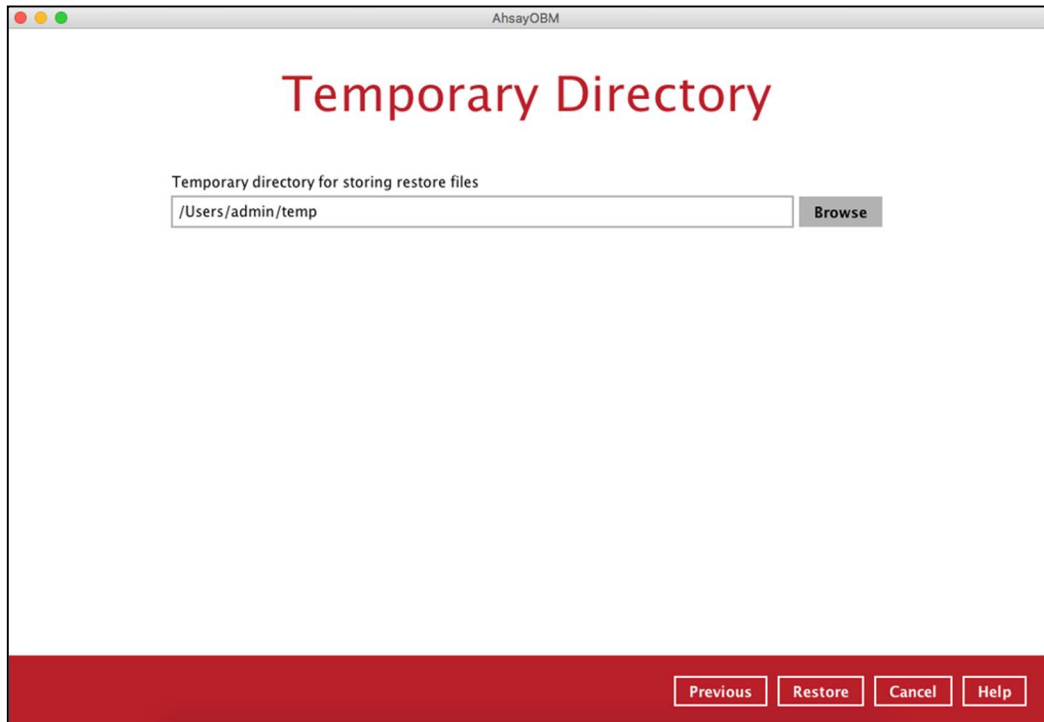 AhsayOBM
Temporary Directory
Temporary directory for storing restore files
/Users/admin/temp Browse
Previous Restore Cancel Help